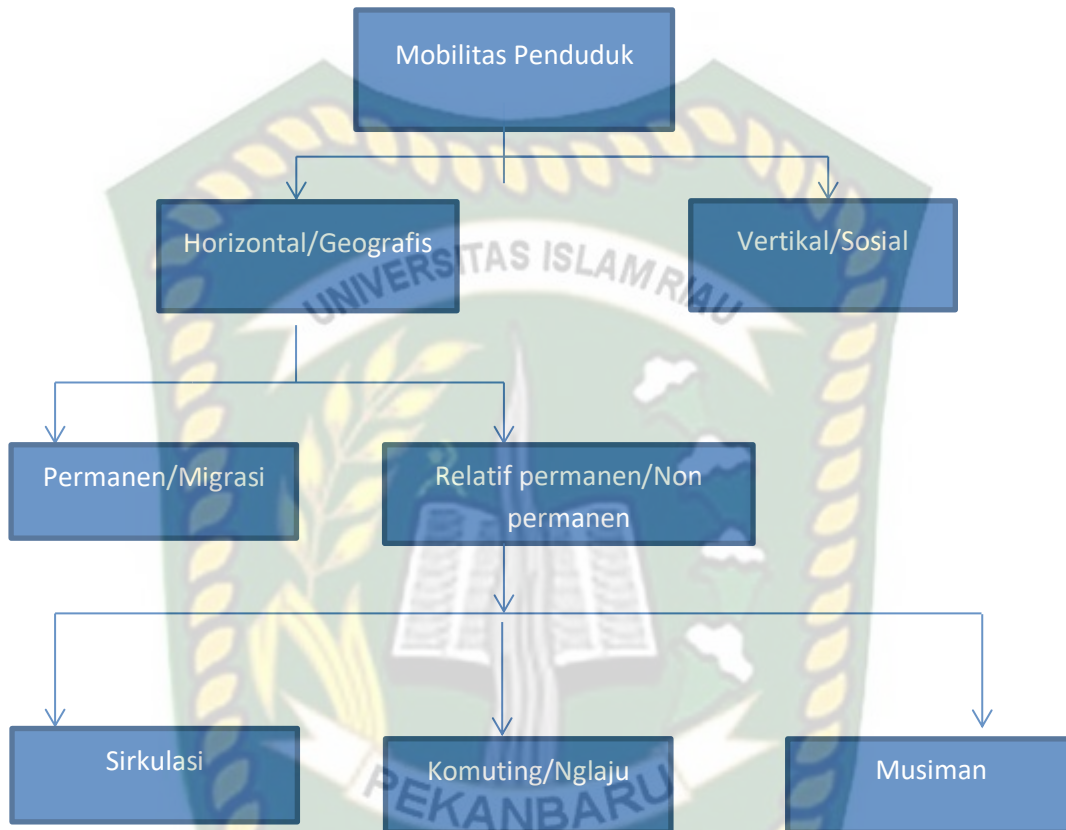 Mobilitas Penduduk
Horizontal/Geografis
Vertikal/Sosial
UNIVERSITAS ISLAM RIAU
Permanen/Migrasi
Relatif permanen/Non
permanen
Sirkulasi
Komuting/Nglaju
Musiman
PEKANBARU